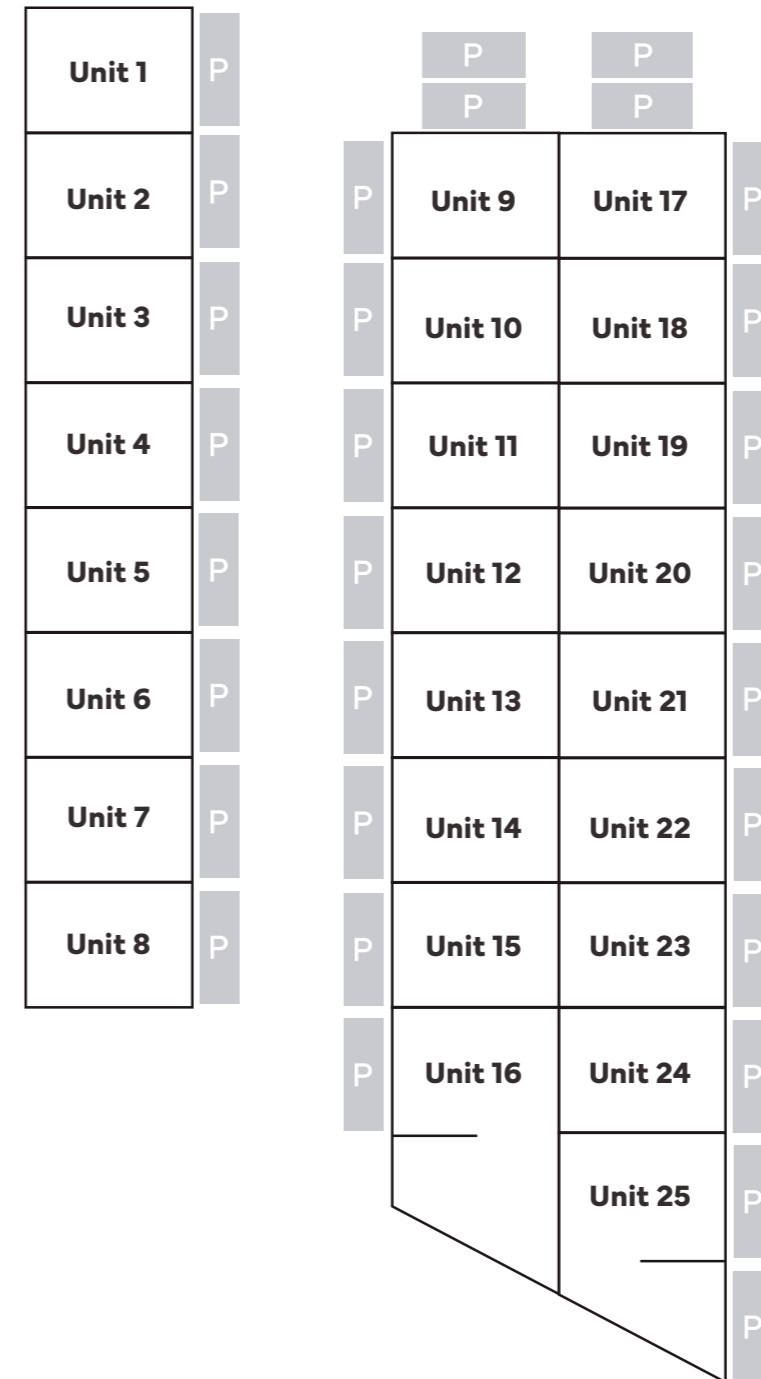 Unit 1 P
P P
P P
Unit 2 P
P Unit 9 Unit 17 P
Unit 3 P
P Unit 10 Unit 18 P
Unit 4 P
P Unit 11 Unit 19 P
Unit 5 P
P Unit 12 Unit 20 P
Unit 6 P
P Unit 13 Unit 21 P
Unit 7 P
P Unit 14 Unit 22 P
Unit 8 P
P Unit 15 Unit 23 P
P Unit 16 Unit 24 P
Unit 25 P
P